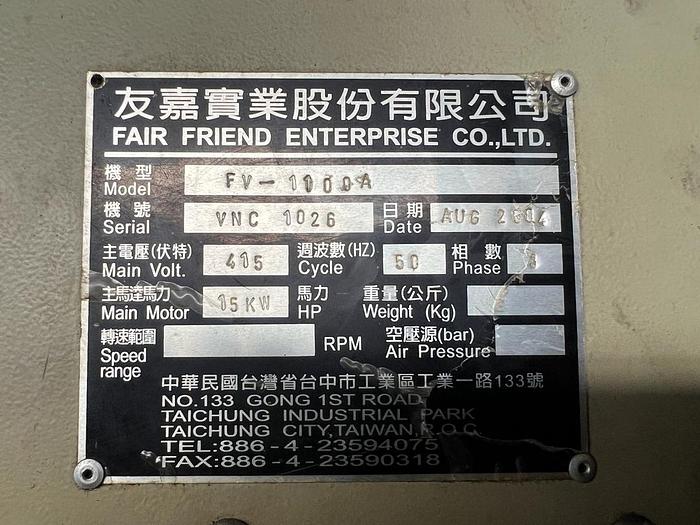 友嘉實業股份有限公司
FAIR FRIEND ENTERPRISE CO.,LTD.
機型 FV-1100A
Model
機號 VNC 1026 日期 AUG 2004
Serial Date
主電壓(伏特) 415 週波數(HZ) 50 相數
Main Volt. Cycle Phase
主馬達馬力 15KW 馬力 重量(公斤)
Main Motor HP Weight (Kg)
轉速範圍 RPM 空壓源(bar)
Speed Air Pressure
range
中華民國台灣省台中市工業區工業一路133號
NO.133 GONG 1ST ROAD
TAICHUNG INDUSTRIAL PARK
TAICHUNG CITY,TAIWAN,R.O.C
TEL:886-4-23594075
FAX:886-4-23590318